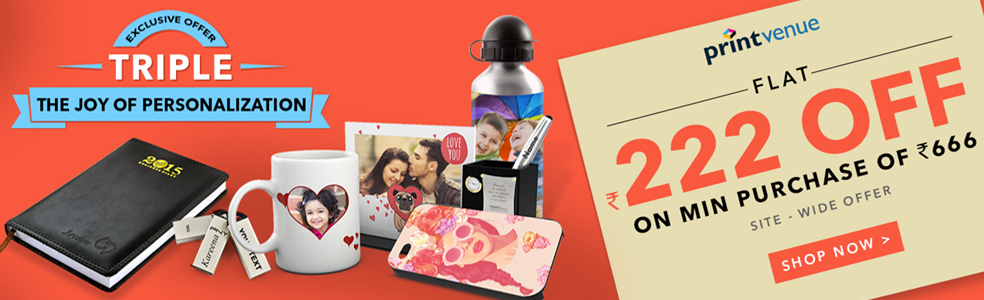 EXCLUSIVE OFFER
TRIPLE
THE JOY OF PERSONALIZATION
2015
LOVE
YOU
Kareena
TEXT
printvenue
FLAT
₹222 OFF
ON MIN PURCHASE OF ₹666
SITE - WIDE OFFER
SHOP NOW >